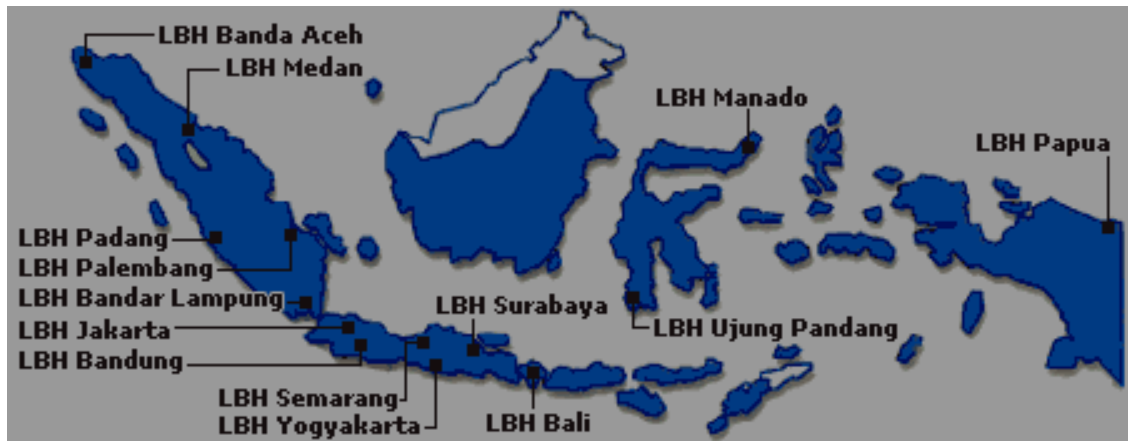 LBH Banda Aceh
LBH Medan
LBH Manado
LBH Papua
LBH Padang
LBH Palembang
LBH Bandar Lampung
LBH Surabaya
LBH Jakarta
LBH Ujung Pandang
LBH Bandung
LBH Semarang
LBH Yogyakarta
LBH Bali